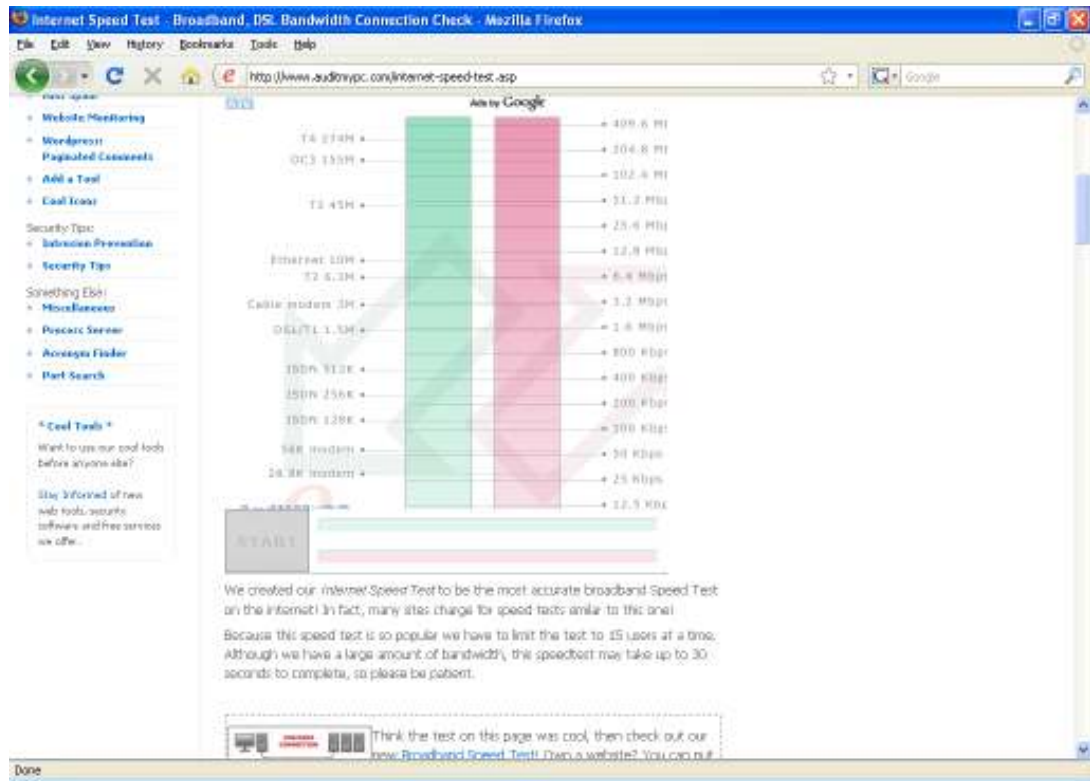 Internet Speed Test - Broadband, DSL Bandwidth Connection Check - Mozilla Firefox
File Edit View History Bookmarks Tools Help
http://www.auditmypc.com/internet-speed-test.asp
Google
Website Monitoring
Wordpress
Paginated Comments
Add a Tool
Cool Icons
Security Tips:
Intrusion Prevention
Security Tips
Something Else:
Miscellaneous
Process Server
Acronym Finder
Part Search
* Cool Tools *
Want to use our cool tools
before anyone else?
Stay Informed of new
web tools, security
software and free services
we offer.
Ads by Google
T4 274M
OC3 155M
T3 45M
Ethernet 10M
T2 6.3M
Cable modem 3M
DSL/T1 1.5M
ISDN 512K
ISDN 256K
ISDN 128K
56K modem
28.8K modem
409.6 Mb
204.8 Mb
102.4 Mb
51.2 Mbp
25.6 Mbp
12.8 Mbp
6.4 Mbps
3.2 Mbps
1.6 Mbps
800 Kbps
400 Kbps
200 Kbps
100 Kbps
50 Kbps
25 Kbps
12.5 Kbp
START
We created our Internet Speed Test to be the most accurate broadband Speed Test
on the internet! In fact, many sites charge for speed tests similar to this one!
Because this speed test is so popular we have to limit the test to 15 users at a time.
Although we have a large amount of bandwidth, this speedtest may take up to 30
seconds to complete, so please be patient.
Think the test on this page was cool, then check out our
new Broadband Speed Test! Own a website? You can put
Done